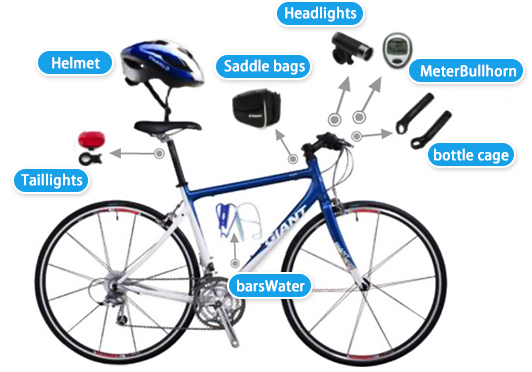 Headlights
Helmet
Saddle bags
MeterBullhorn
bottle cage
Taillights
GIANT
barsWater